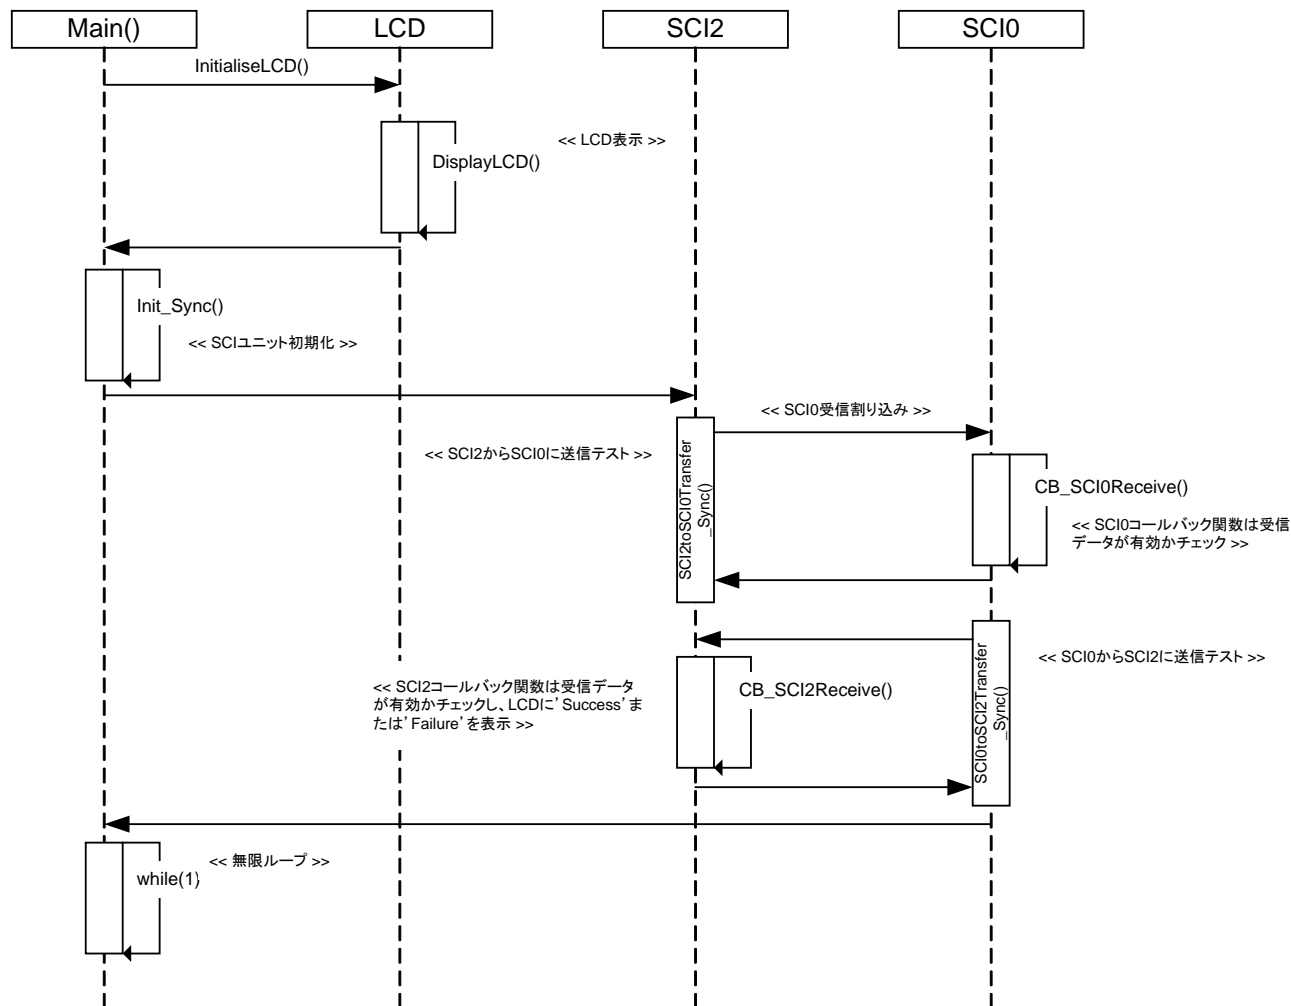 Main()
LCD
SCI2
SCI0
InitialiseLCD()
<< LCD表示 >>
DisplayLCD()
Init_Sync()
<< SCIユニット初期化 >>
<< SCI0受信割り込み >>
<< SCI2からSCI0に送信テスト >>
SCI2toSCI0Transfer
_Sync()
CB_SCI0Receive()
<< SCI0コールバック関数は受信
データが有効かチェック >>
<< SCI0からSCI2に送信テスト >>
SCI0toSCI2Transfer
_Sync()
<< SCI2コールバック関数は受信データ
が有効かチェックし、LCDに’Success’ま
たは’Failure’を表示 >>
CB_SCI2Receive()
<< 無限ループ >>
while(1)